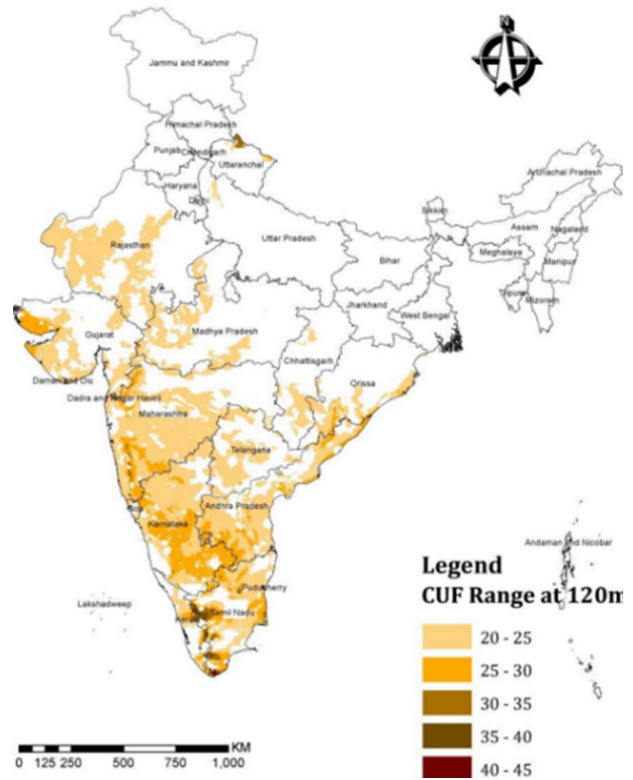 Jammu and Kashmir
Himachal Pradesh
Punjab
Chandigarh
Uttaranchal
Haryana
Delhi
Arunachal Pradesh
Sikkim
Assam
Nagaland
Rajasthan
Uttar Pradesh
Bihar
Meghalaya
Manipur
Tripura
Mizoram
Jharkhand
West Bengal
Gujarat
Madhya Pradesh
Chhattisgarh
Orissa
Daman and Diu
Dadra and Nagar Haveli
Maharashtra
Telangana
Goa
Andhra Pradesh
Karnataka
Andaman and Nicobar
Puducherry
Lakshadweep
Kerala
Tamil Nadu
Legend
CUF Range at 120m
20 - 25
25 - 30
30 - 35
35 - 40
40 - 45
KM
0 125 250 500 750 1,000